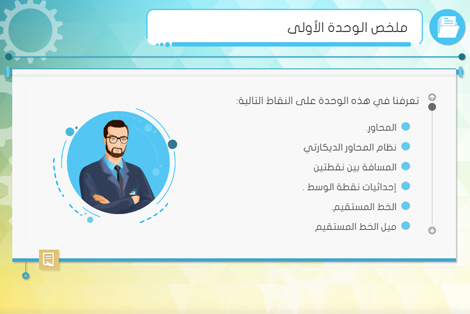 ملخص الوحدة الأولى
تعرفنا في هذه الوحدة على النقاط التالية:
المحاور.
نظام المحاور الديكارتي
المسافة بين نقطتين
إحداثيات نقطة الوسط .
الخط المستقيم.
ميل الخط المستقيم